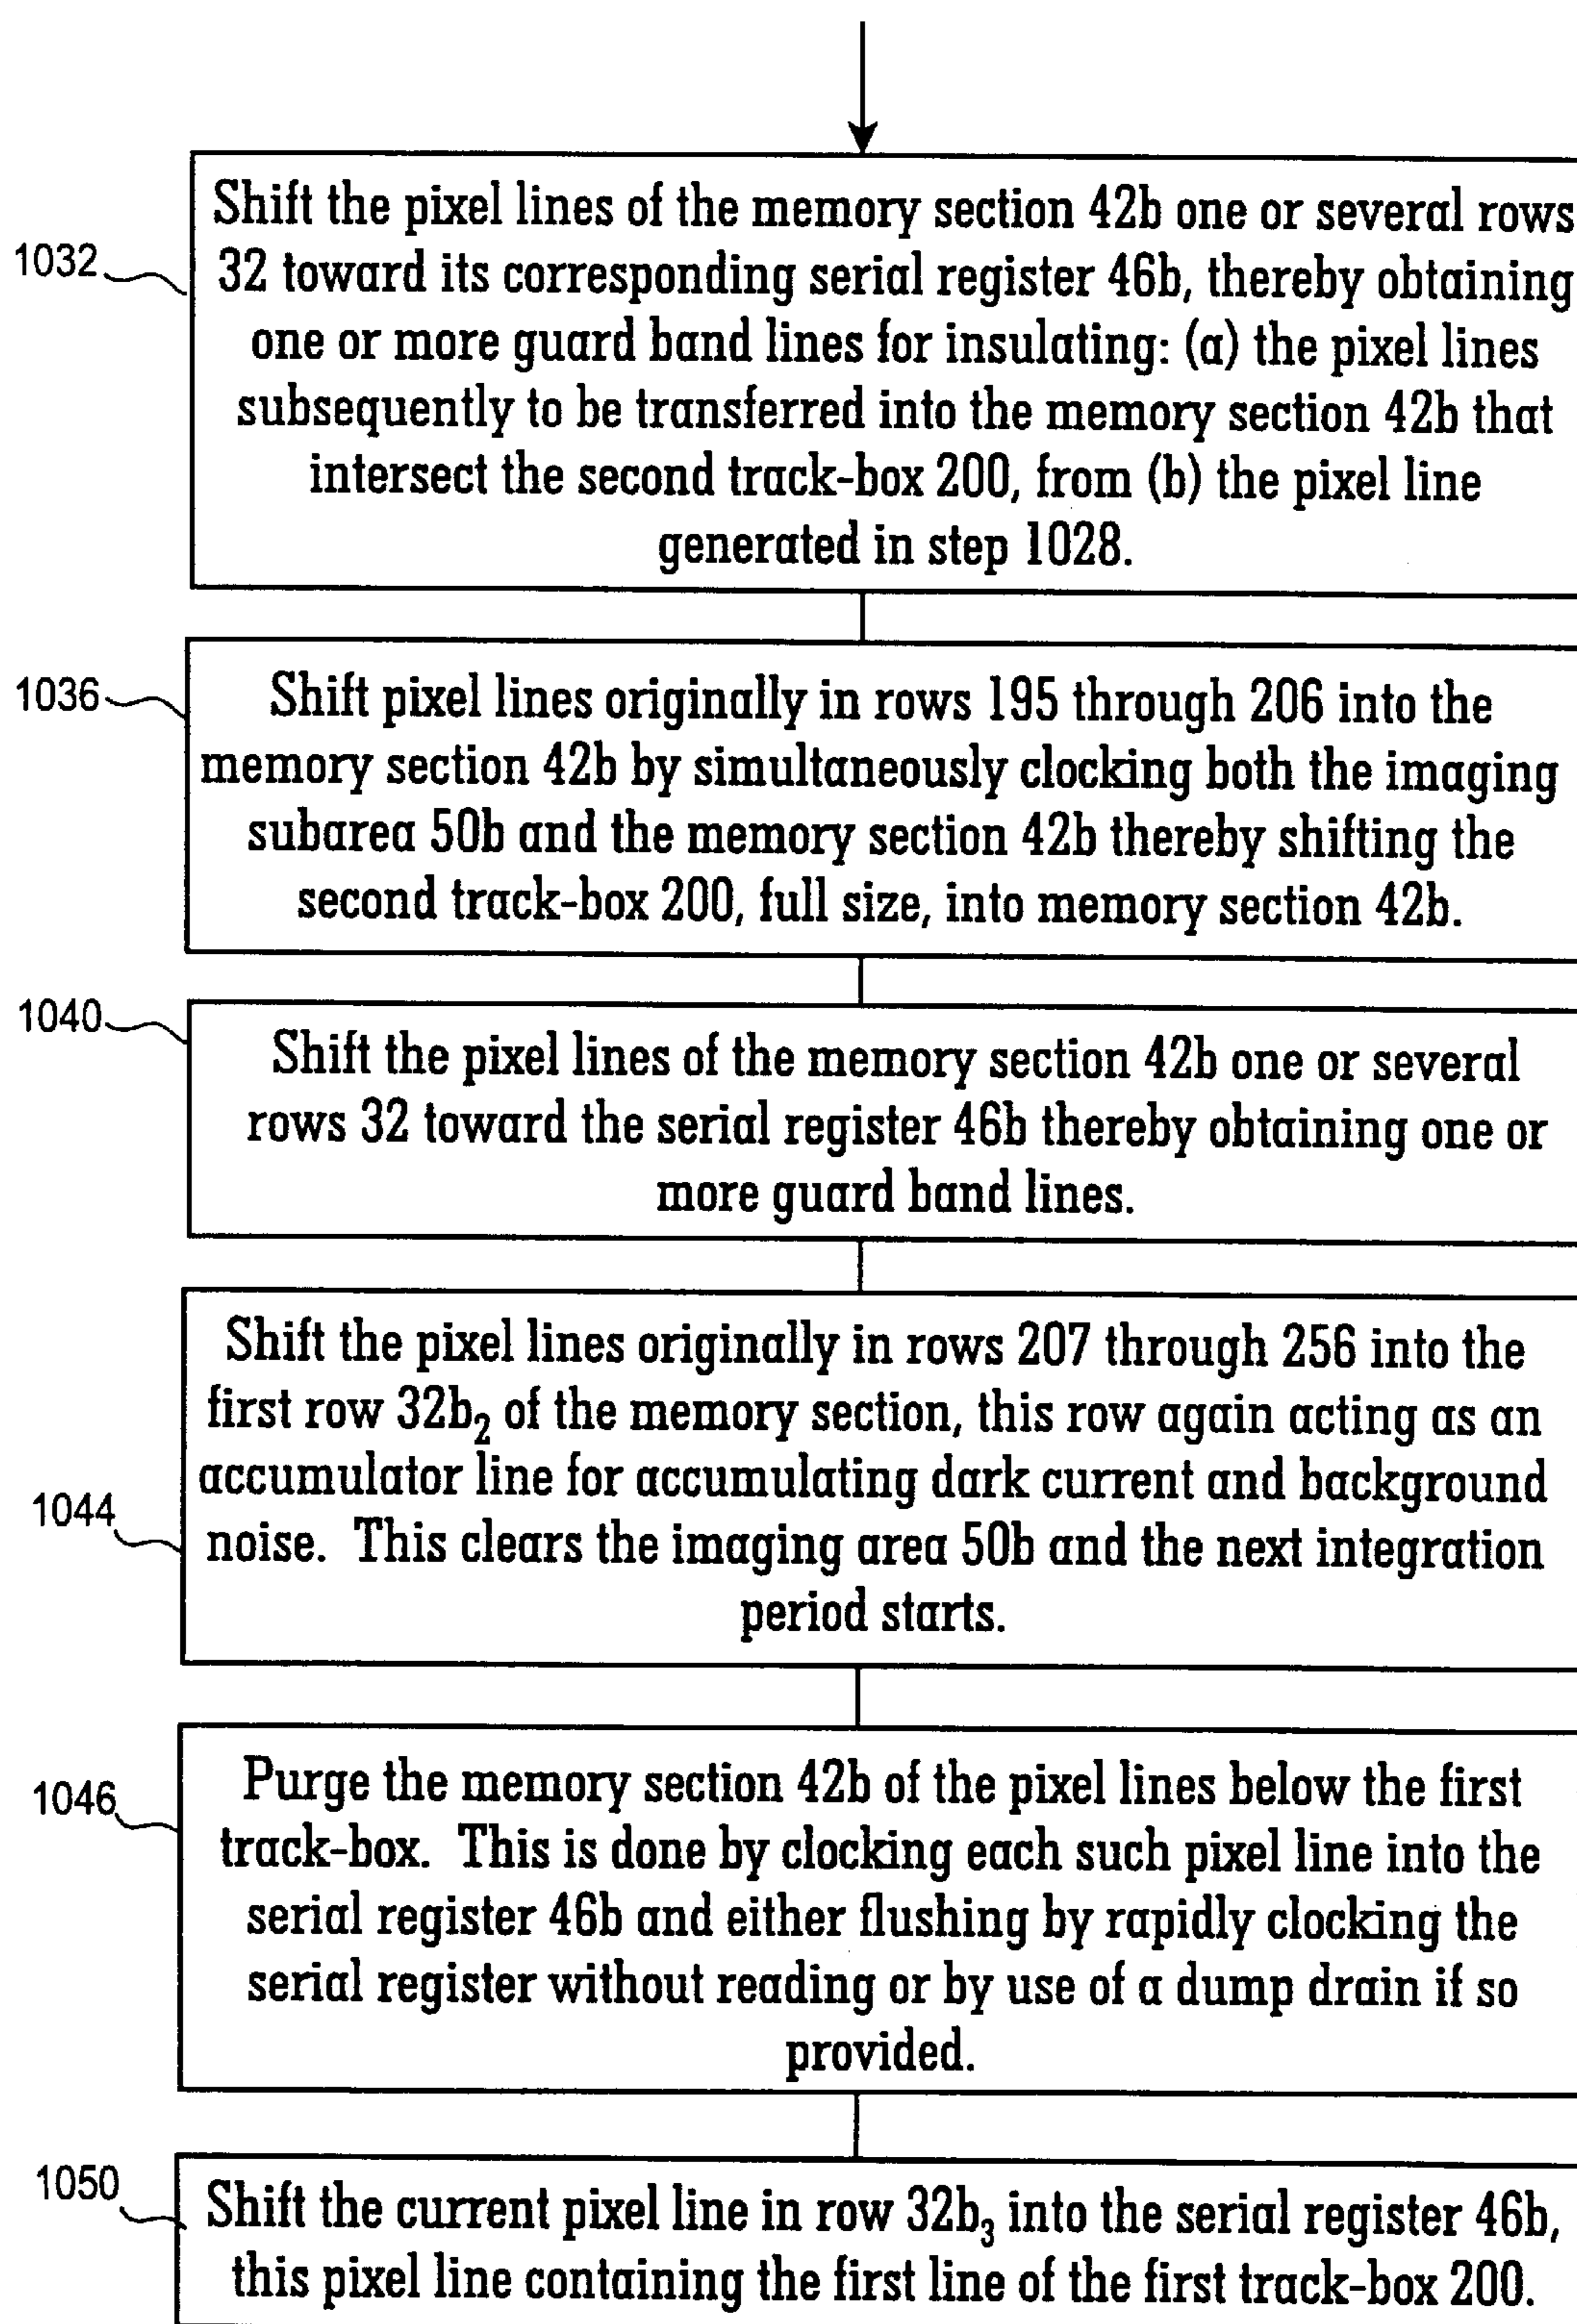 1032
Shift the pixel lines of the memory section 42b one or several rows
32 toward its corresponding serial register 46b, thereby obtaining
one or more guard band lines for insulating: (a) the pixel lines
subsequently to be transferred into the memory section 42b that
intersect the second track-box 200, from (b) the pixel line
generated in step 1028.
1036
Shift pixel lines originally in rows 195 through 206 into the
memory section 42b by simultaneously clocking both the imaging
subarea 50b and the memory section 42b thereby shifting the
second track-box 200, full size, into memory section 42b.
1040
Shift the pixel lines of the memory section 42b one or several
rows 32 toward the serial register 46b thereby obtaining one or
more guard band lines.
1044
Shift the pixel lines originally in rows 207 through 256 into the
first row 32b₂ of the memory section, this row again acting as an
accumulator line for accumulating dark current and background
noise. This clears the imaging area 50b and the next integration
period starts.
1046
Purge the memory section 42b of the pixel lines below the first
track-box. This is done by clocking each such pixel line into the
serial register 46b and either flushing by rapidly clocking the
serial register without reading or by use of a dump drain if so
provided.
1050
Shift the current pixel line in row 32b₃ into the serial register 46b,
this pixel line containing the first line of the first track-box 200.